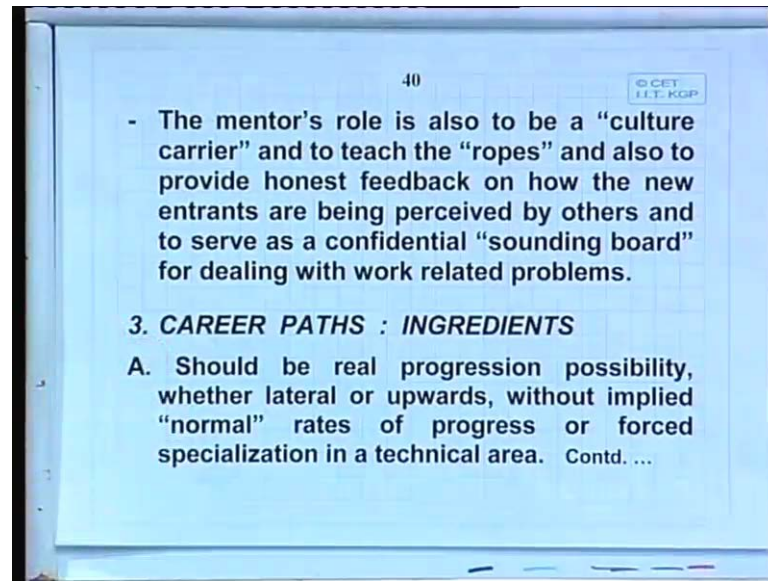 40
© CET
I.I.T. KGP
- The mentor's role is also to be a “culture
carrier” and to teach the “ropes” and also to
provide honest feedback on how the new
entrants are being perceived by others and
to serve as a confidential “sounding board”
for dealing with work related problems.
3. CAREER PATHS : INGREDIENTS
A. Should be real progression possibility,
whether lateral or upwards, without implied
“normal” rates of progress or forced
specialization in a technical area. Contd. ...